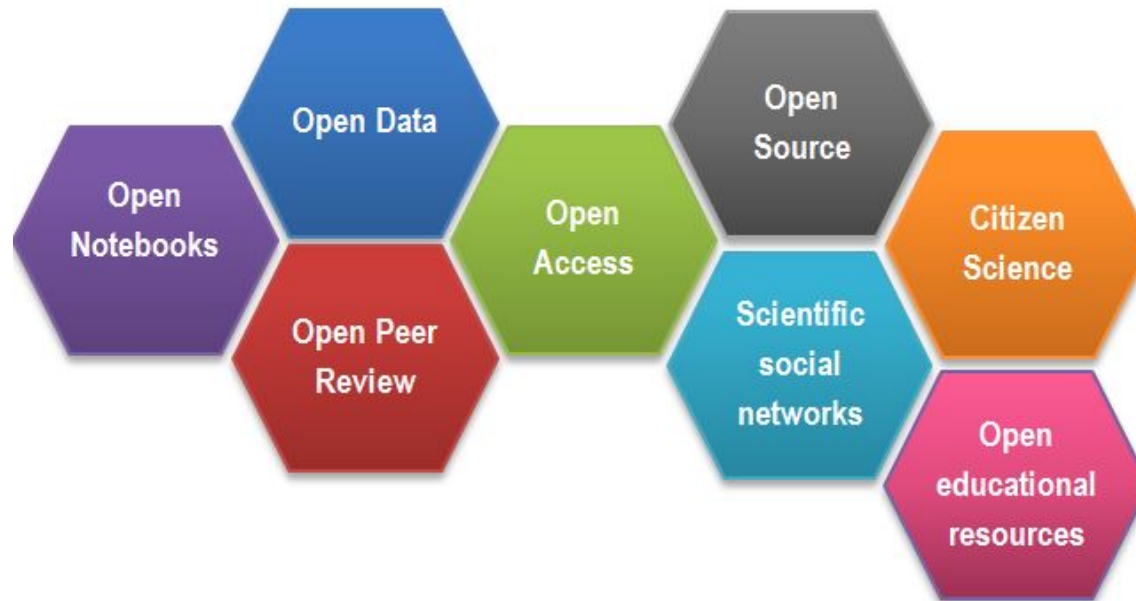 Open
Notebooks
Open Data
Open Peer
Review
Open
Access
Open
Source
Scientific
social
networks
Citizen
Science
Open
educational
resources